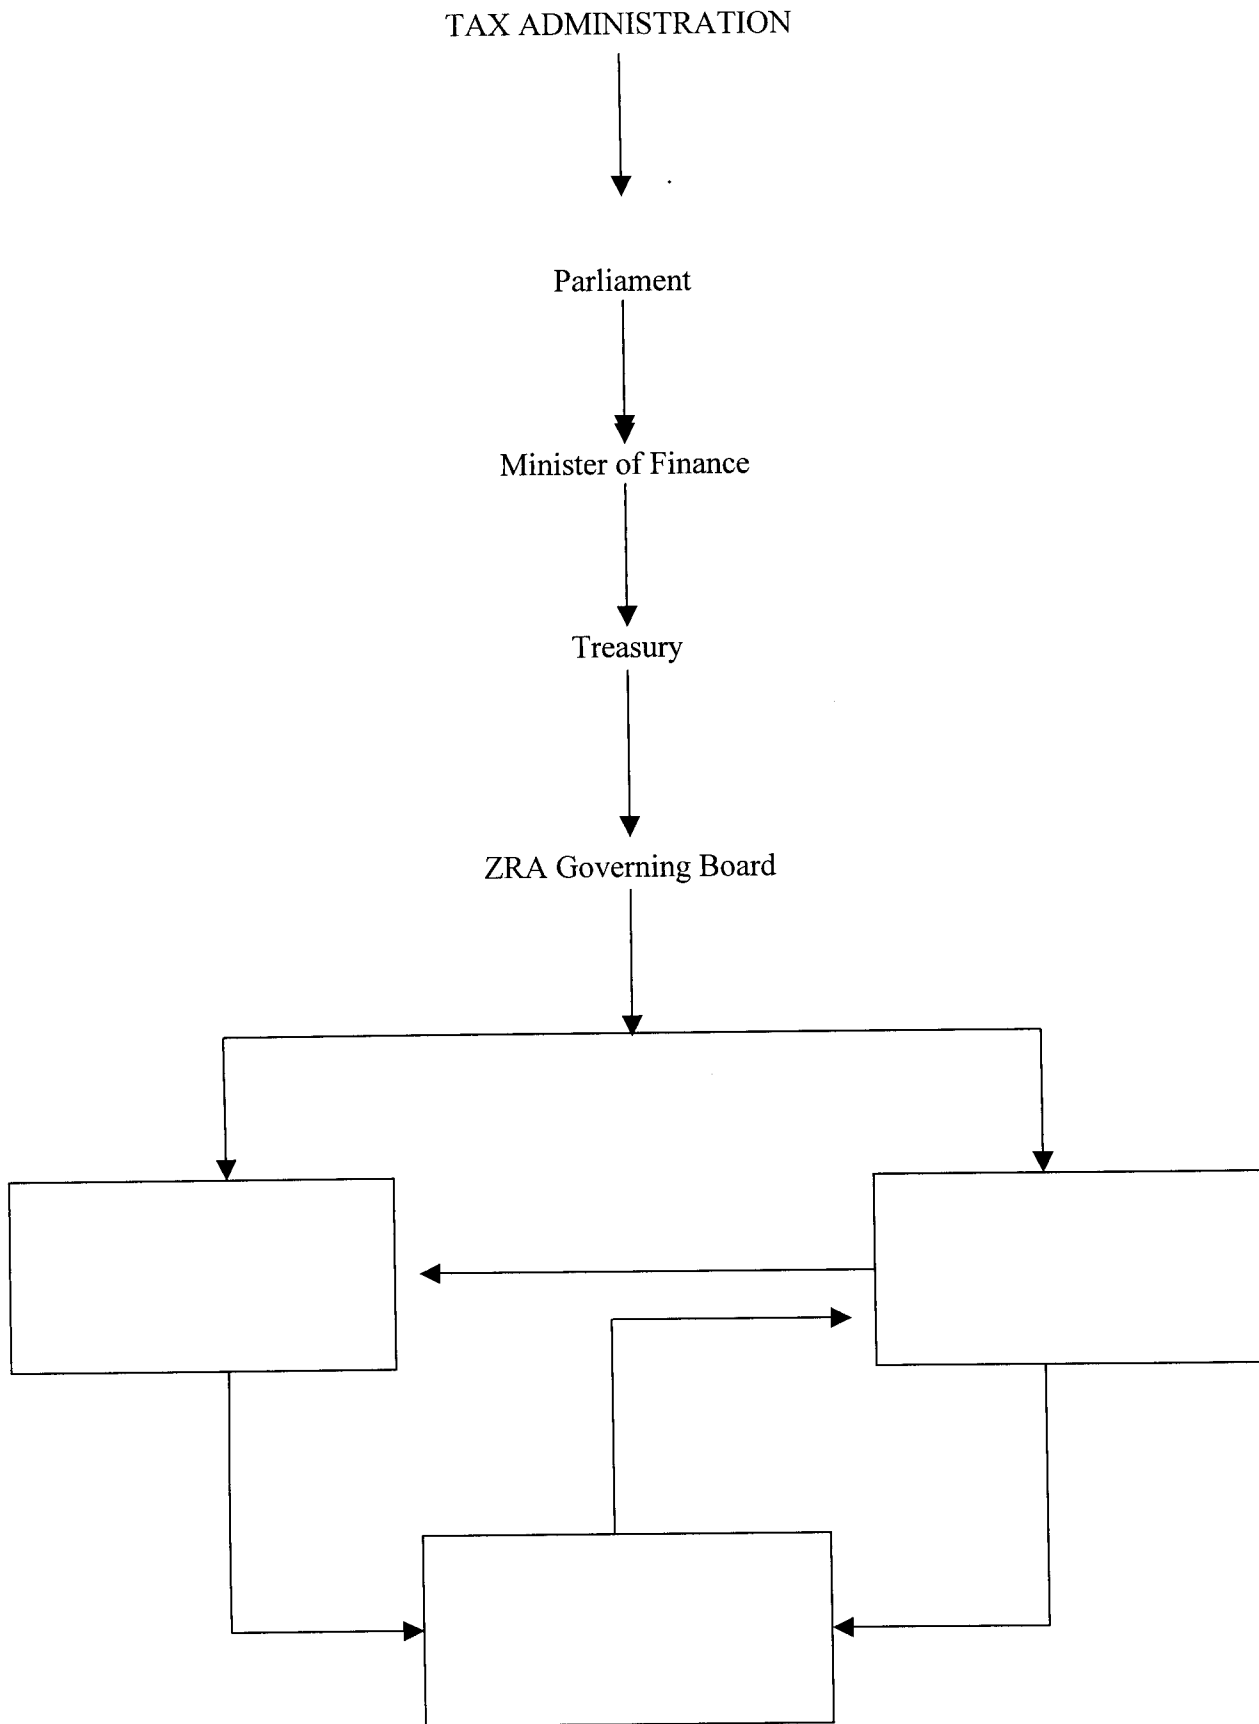 TAX ADMINISTRATION
Parliament
Minister of Finance
Treasury
ZRA Governing Board